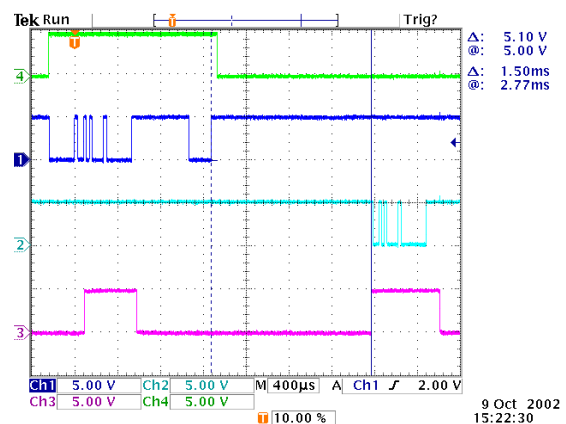 Tek Run Trig?
T
T
Δ: 5.10 V
@: 5.00 V
Δ: 1.50ms
@: 2.77ms
4
1
2
3
Ch1 5.00 V Ch2 5.00 V M 400µs A Ch1 ʃ 2.00 V
Ch3 5.00 V Ch4 5.00 V
T 10.00 %
9 Oct 2002
15:22:30